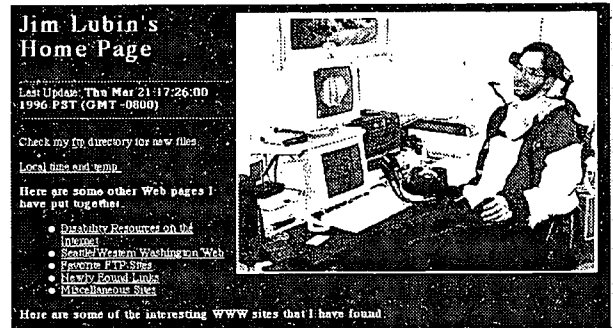 Jim Lubin's
Home Page
Last Update: Thu Mar 21 17:26:00
1996 PST (GMT -0800)
Check my ftp directory for new files.
Local time and temp.
Here are some other Web pages I
have put together.
Disability Resources on the
Internet
Seattle/Western Washington Web
Favorite FTP Sites
Newly Found Links
Miscellaneous Sites
Here are some of the interesting WWW sites that I have found